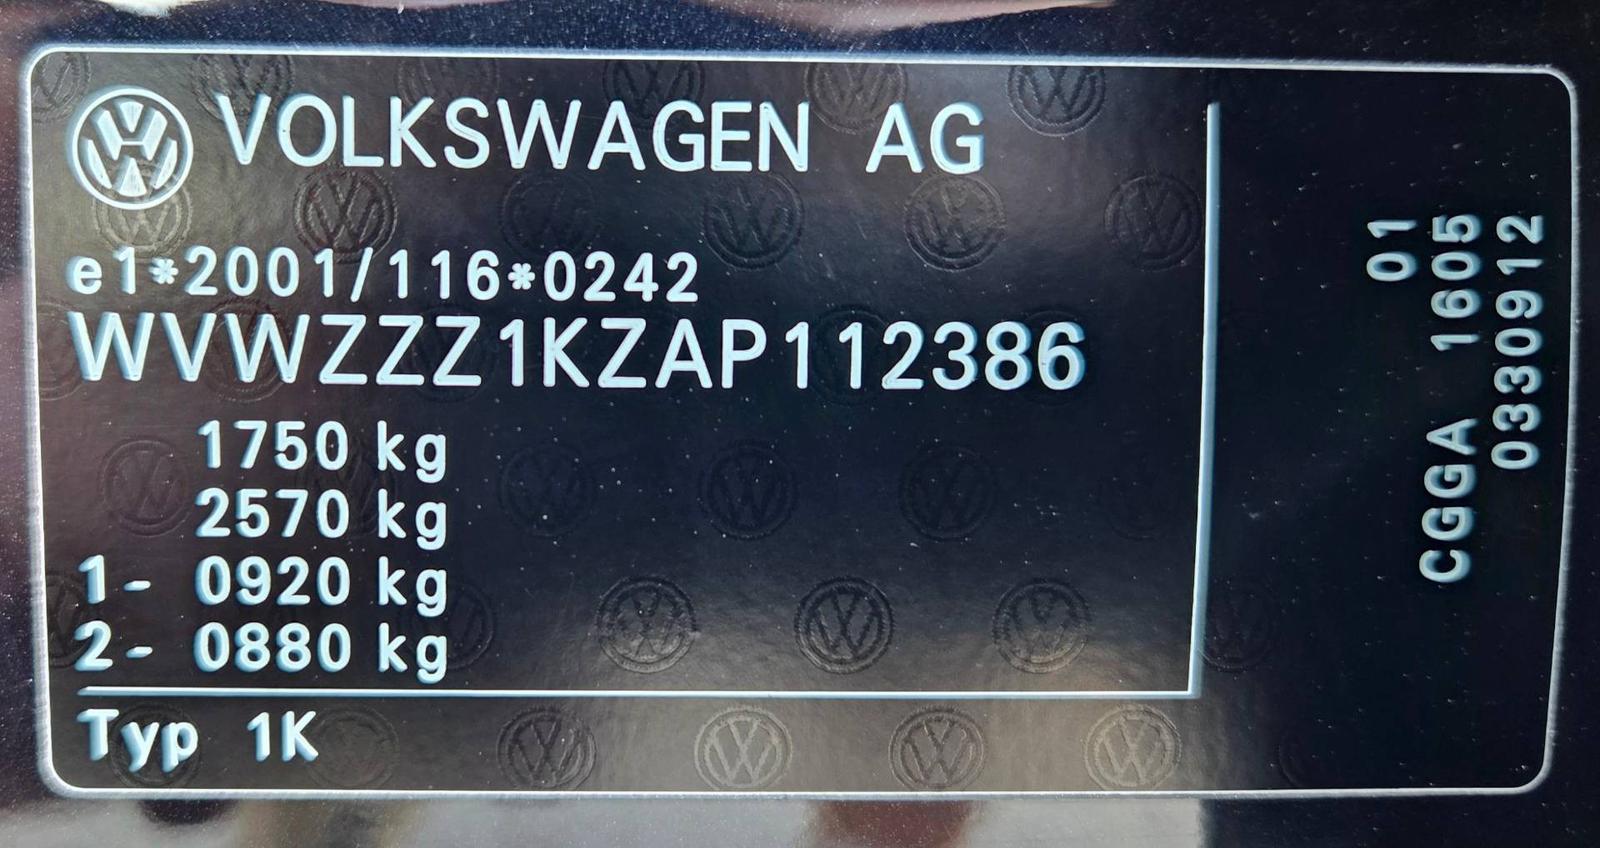 VOLKSWAGEN AG
e1*2001/116*0242
WVWZZZ1KZAP112386
1750 kg
2570 kg
1- 0920 kg
2- 0880 kg
Typ 1K
01
CGGA 1605
0330912